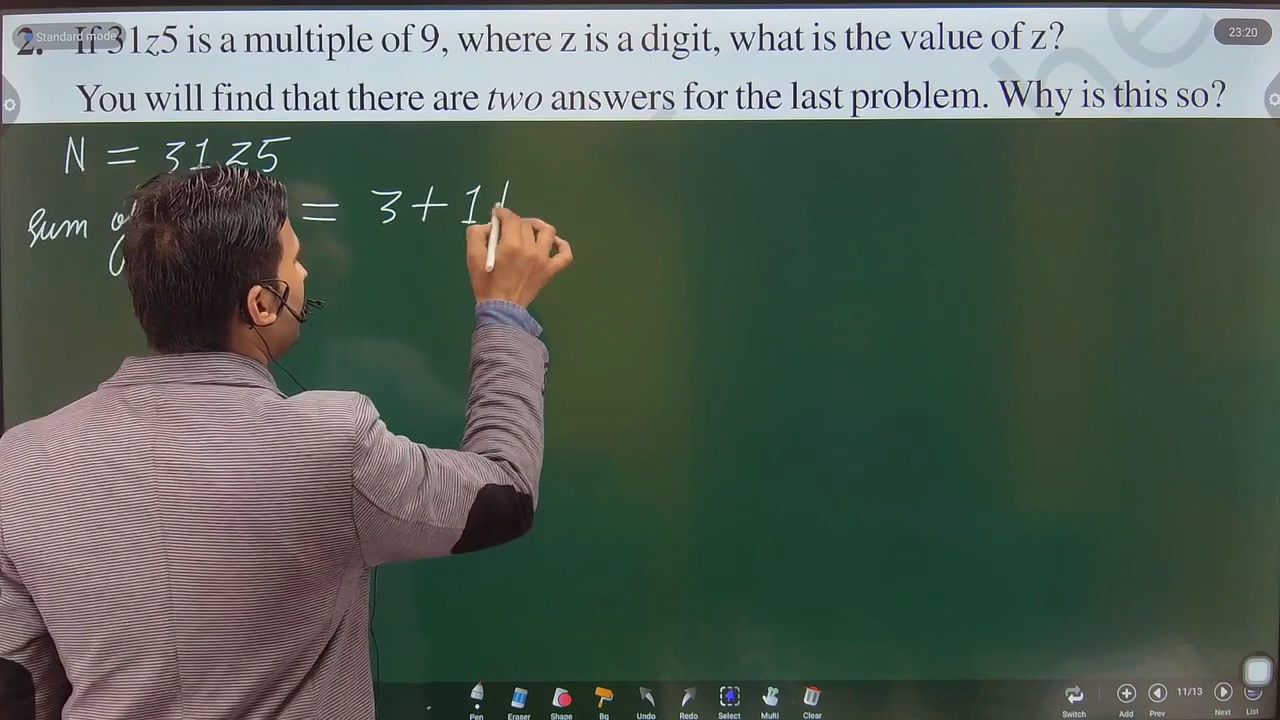 2. If 31z5 is a multiple of 9, where z is a digit, what is the value of z?
Standard mode
23:20
You will find that there are two answers for the last problem. Why is this so?
N = 31z5
Sum = 3+1+
Pen Eraser Shape Bg Undo Redo Select Multi Clear
Switch Add Prev 11/13 Next List